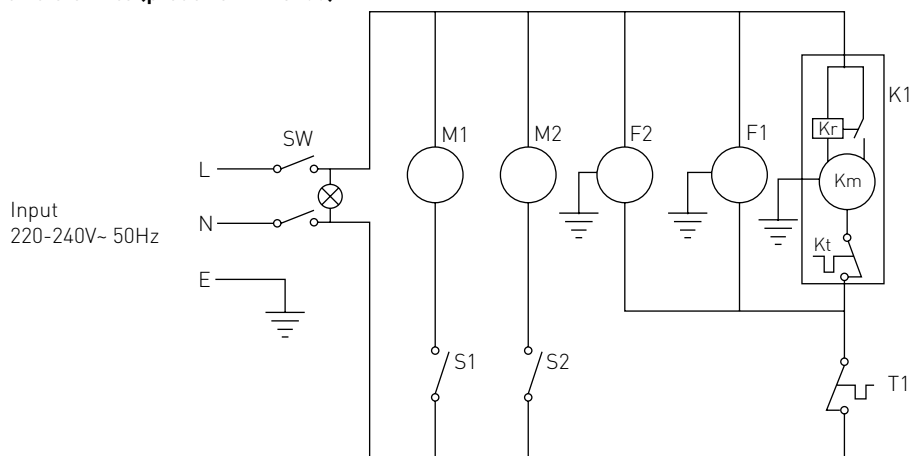 K1
SW
M1
M2
F2
F1
Kr
L
Km
Input
220-240V~ 50Hz
N
Kt
E
S1
S2
T1